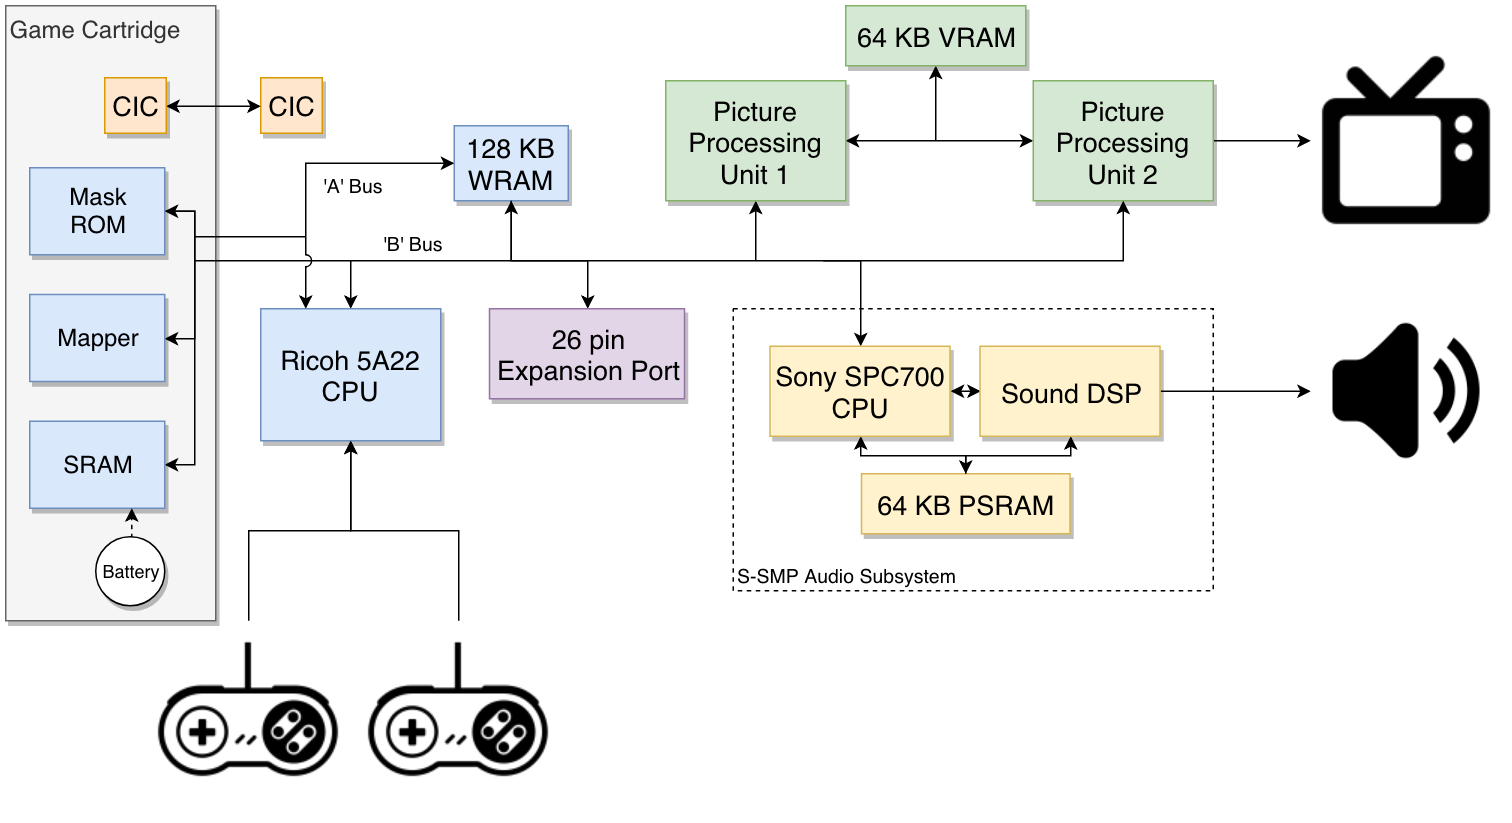 Game Cartridge
CIC
CIC
Mask
ROM
Mapper
SRAM
Battery
'A' Bus
'B' Bus
128 KB
WRAM
Ricoh 5A22
CPU
26 pin
Expansion Port
64 KB VRAM
Picture
Processing
Unit 1
Picture
Processing
Unit 2
Sony SPC700
CPU
Sound DSP
64 KB PSRAM
S-SMP Audio Subsystem